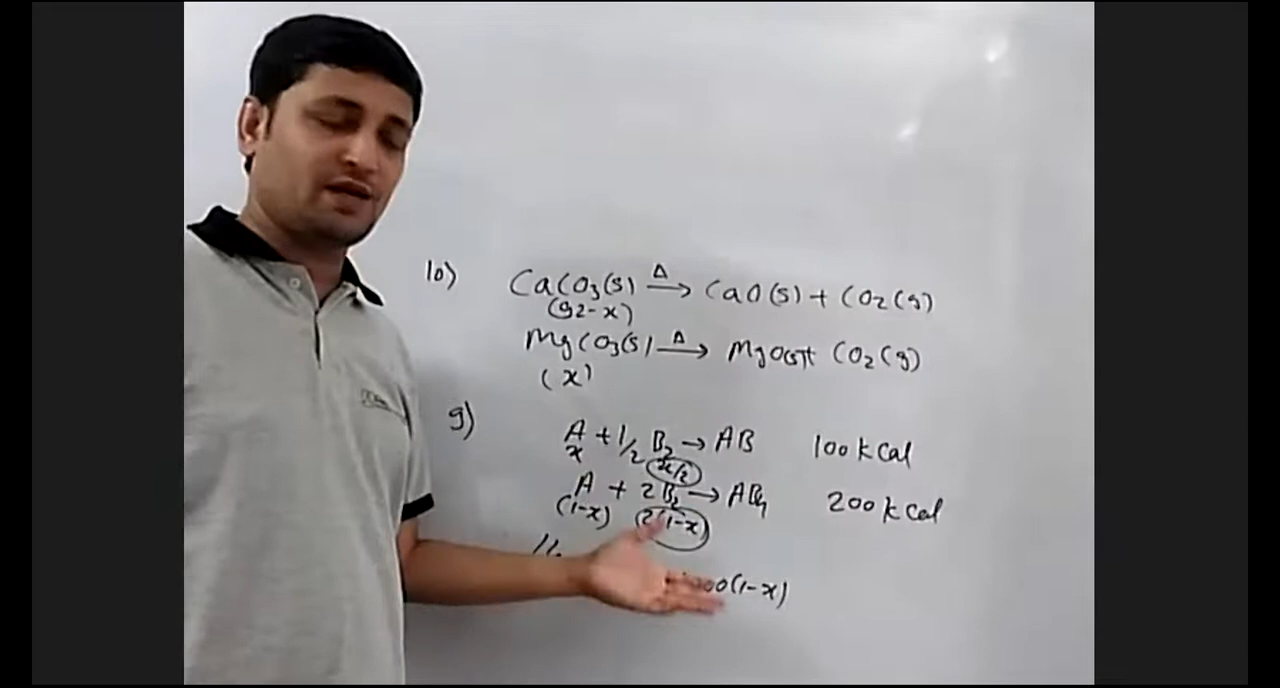 10) CaCO₃(s) —Δ→ CaO(s) + CO₂(g)
(92-x)
MgCO₃(s) —Δ→ MgO(s)+ CO₂(g)
(x)
9) A + 1/2 B₂ → AB 100 kCal
x x/2
A + 2B₂ → AB₄ 200 kCal
(1-x) 2(1-x)
00(1-x)